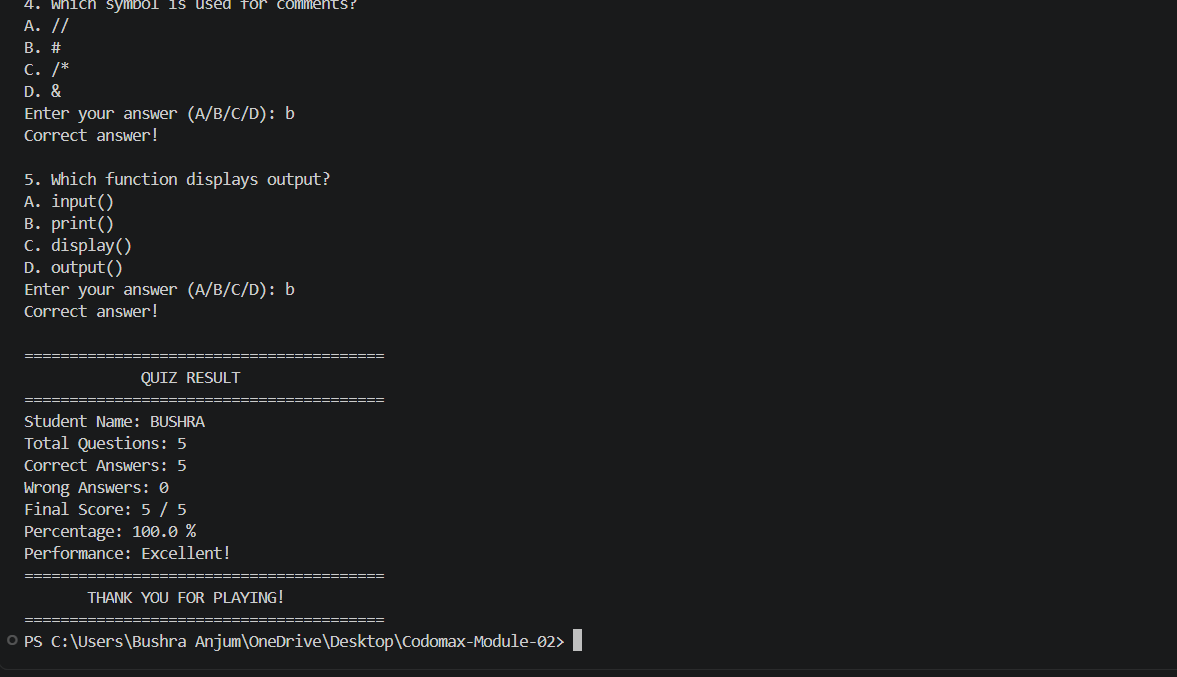 4. Which symbol is used for comments?
A. //
B. #
C. /*
D. &
Enter your answer (A/B/C/D): b
Correct answer!
5. Which function displays output?
A. input()
B. print()
C. display()
D. output()
Enter your answer (A/B/C/D): b
Correct answer!
========================================
QUIZ RESULT
========================================
Student Name: BUSHRA
Total Questions: 5
Correct Answers: 5
Wrong Answers: 0
Final Score: 5 / 5
Percentage: 100.0 %
Performance: Excellent!
========================================
THANK YOU FOR PLAYING!
========================================
PS C:\Users\Bushra Anjum\OneDrive\Desktop\Codomax-Module-02>